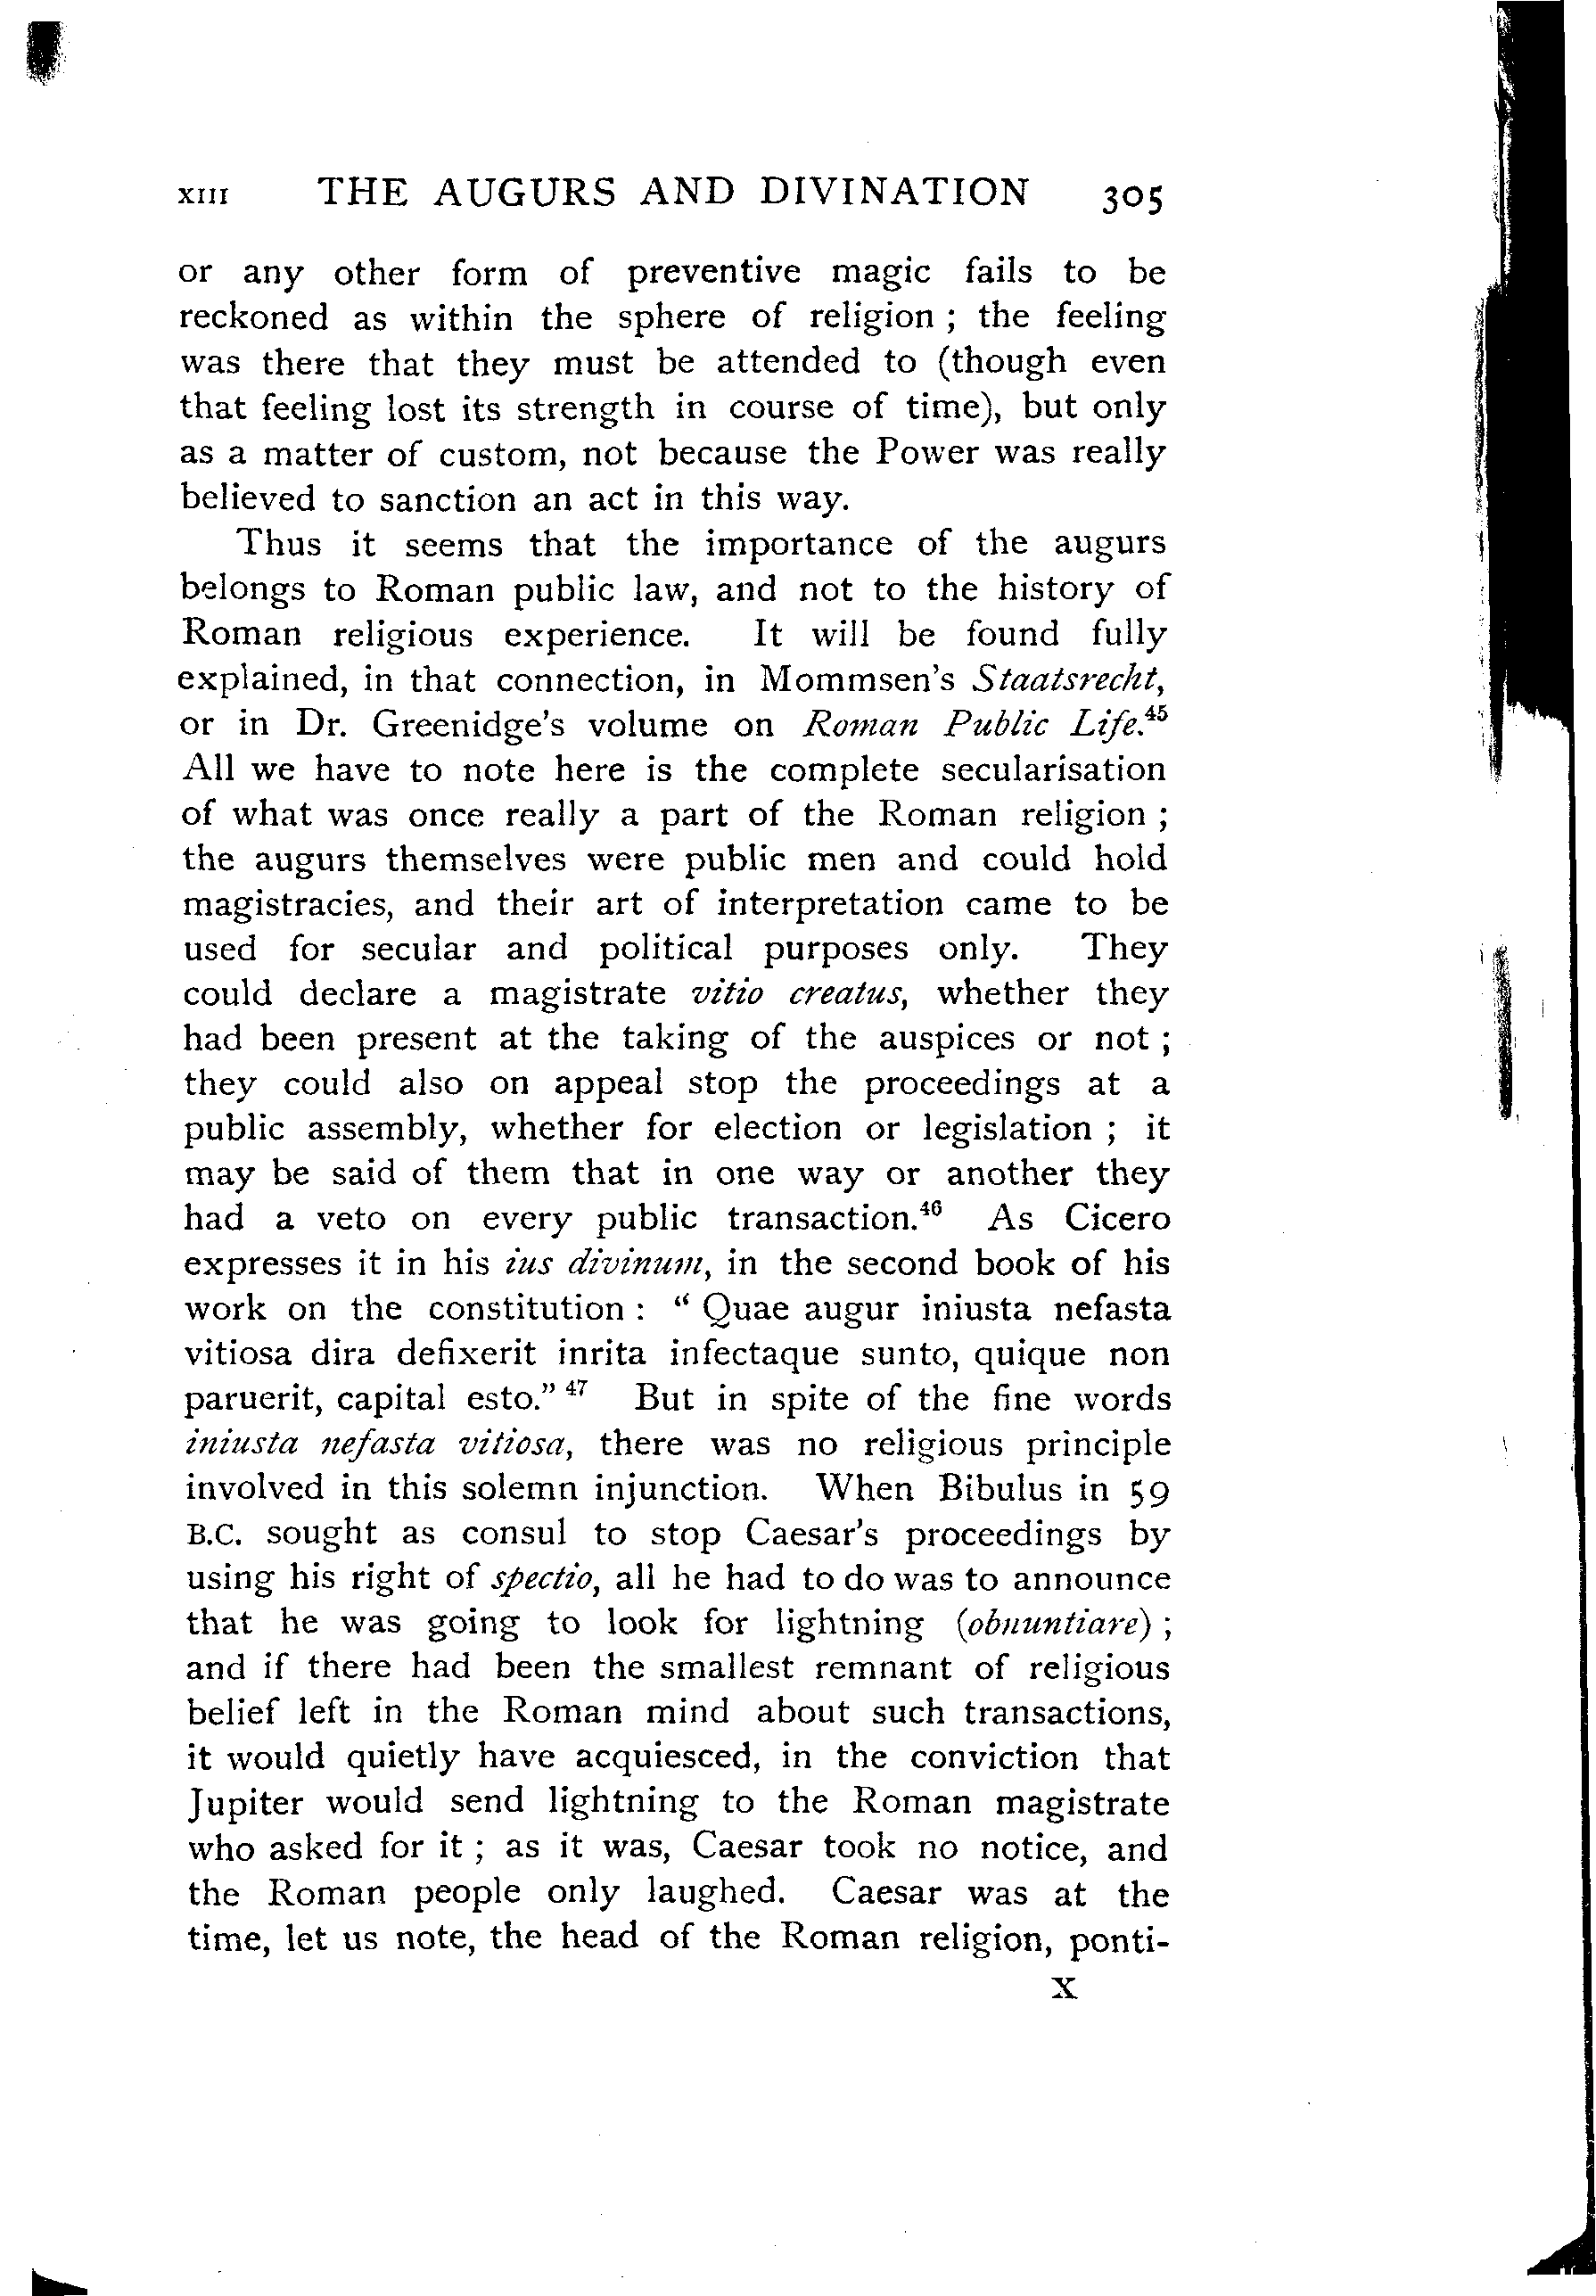 XIII THE AUGURS AND DIVINATION 305
or any other form of preventive magic fails to be
reckoned as within the sphere of religion ; the feeling
was there that they must be attended to (though even
that feeling lost its strength in course of time), but only
as a matter of custom, not because the Power was really
believed to sanction an act in this way.
Thus it seems that the importance of the augurs
belongs to Roman public law, and not to the history of
Roman religious experience. It will be found fully
explained, in that connection, in Mommsen's Staatsrecht,
or in Dr. Greenidge's volume on Roman Public Life.⁴⁵
All we have to note here is the complete secularisation
of what was once really a part of the Roman religion ;
the augurs themselves were public men and could hold
magistracies, and their art of interpretation came to be
used for secular and political purposes only. They
could declare a magistrate vitio creatus, whether they
had been present at the taking of the auspices or not ;
they could also on appeal stop the proceedings at a
public assembly, whether for election or legislation ; it
may be said of them that in one way or another they
had a veto on every public transaction.⁴⁶ As Cicero
expresses it in his ius divinum, in the second book of his
work on the constitution : “ Quae augur iniusta nefasta
vitiosa dira defixerit inrita infectaque sunto, quique non
paruerit, capital esto.” ⁴⁷ But in spite of the fine words
iniusta nefasta vitiosa, there was no religious principle
involved in this solemn injunction. When Bibulus in 59
B.C. sought as consul to stop Caesar's proceedings by
using his right of spectio, all he had to do was to announce
that he was going to look for lightning (obnuntiare) ;
and if there had been the smallest remnant of religious
belief left in the Roman mind about such transactions,
it would quietly have acquiesced, in the conviction that
Jupiter would send lightning to the Roman magistrate
who asked for it ; as it was, Caesar took no notice, and
the Roman people only laughed. Caesar was at the
time, let us note, the head of the Roman religion, ponti-
X